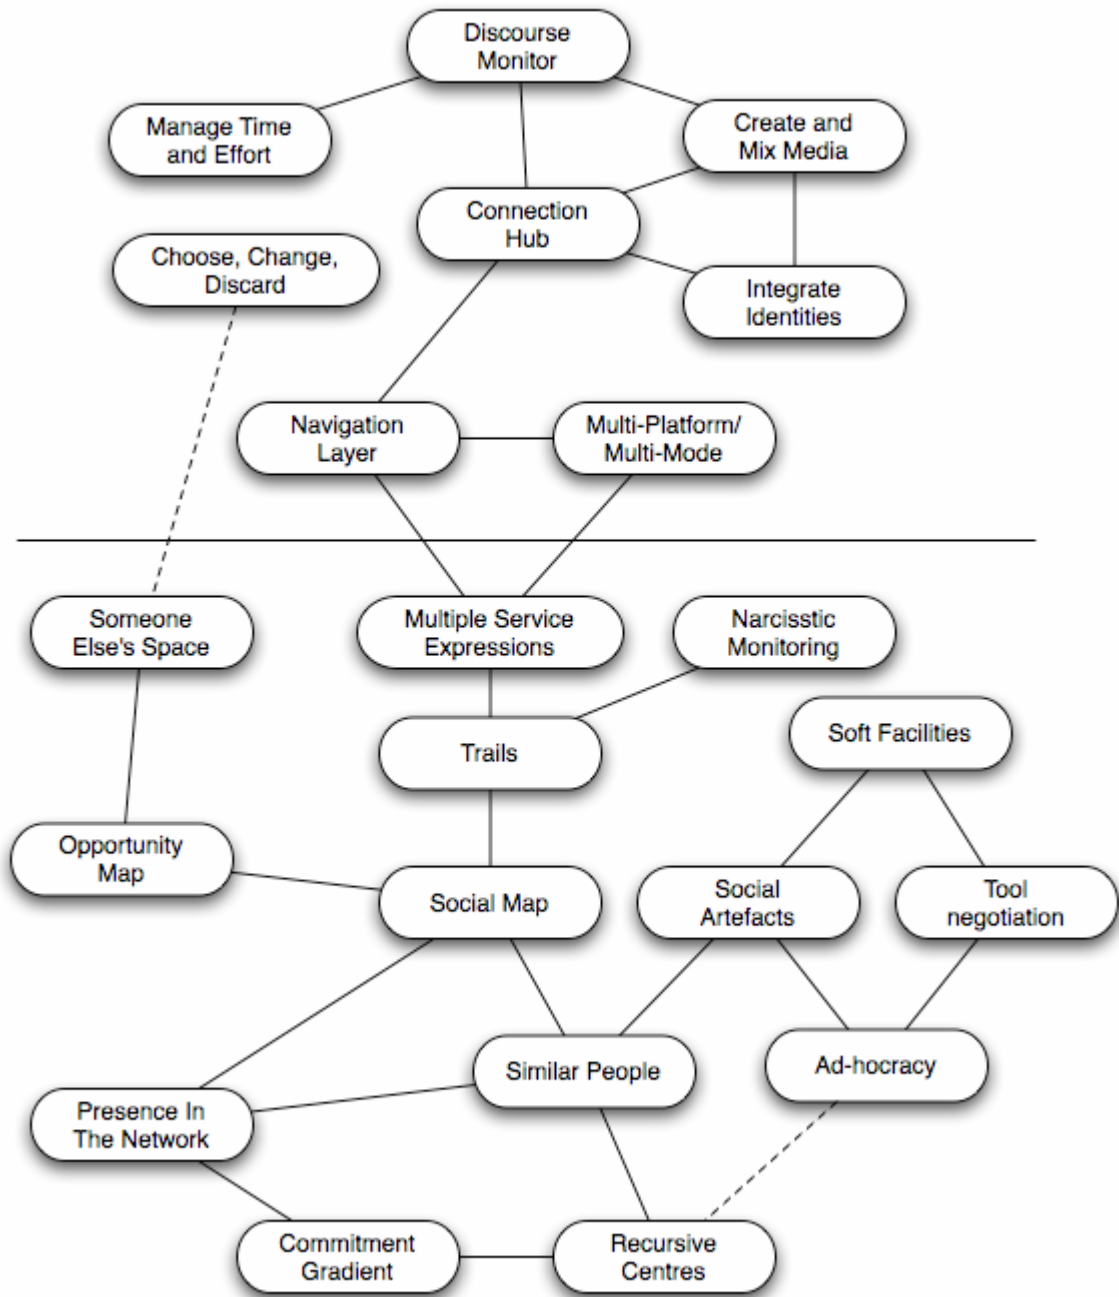 Discourse
Monitor
Manage Time
and Effort
Create and
Mix Media
Connection
Hub
Choose, Change,
Discard
Integrate
Identities
Navigation
Layer
Multi-Platform/
Multi-Mode
Someone
Else's Space
Multiple Service
Expressions
Narcisstic
Monitoring
Soft Facilities
Trails
Opportunity
Map
Social Map
Social
Artefacts
Tool
negotiation
Similar People
Ad-hocracy
Presence In
The Network
Commitment
Gradient
Recursive
Centres